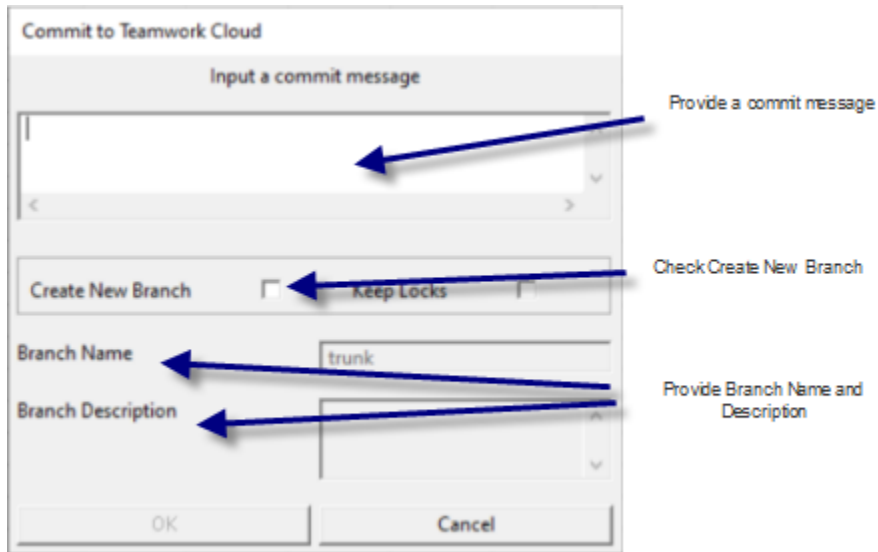 Commit to Teamwork Cloud
Input a commit message
Provide a commit message
Check Create New Branch
Create New Branch
Keep Locks
Branch Name
trunk
Provide Branch Name and
Description
Branch Description
OK
Cancel